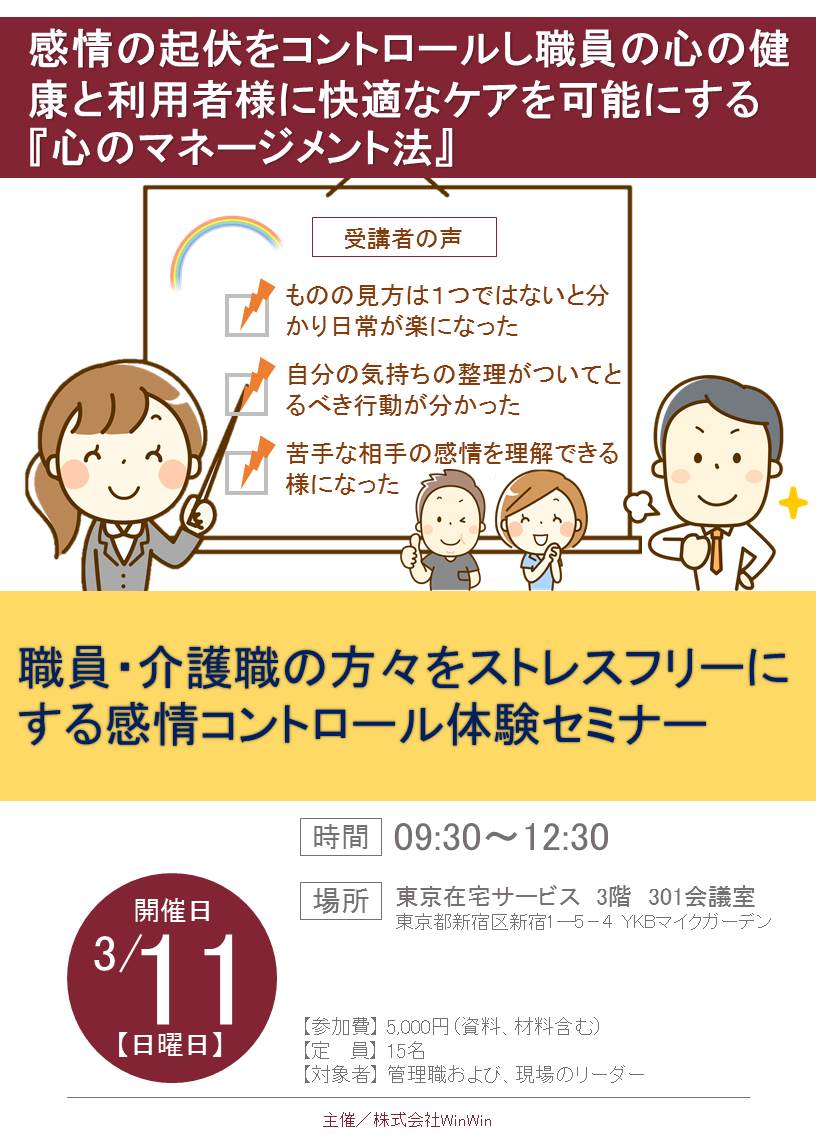 感情の起伏をコントロールし職員の心の健
康と利用者様に快適なケアを可能にする
『心のマネージメント法』
受講者の声
ものの見方は１つではないと分
かり日常が楽になった
自分の気持ちの整理がついてと
るべき行動が分かった
苦手な相手の感情を理解できる
様になった
職員・介護職の方々をストレスフリーに
する感情コントロール体験セミナー
時間 09:30～12:30
場所 東京在宅サービス　3階　301会議室
東京都新宿区新宿1―5－4 YKBマイクガーデン
開催日
3/11
【日曜日】
【参加費】 5,000円（資料、材料含む）
【定　員】 15名
【対象者】 管理職および、現場のリーダー
主催／株式会社WinWin